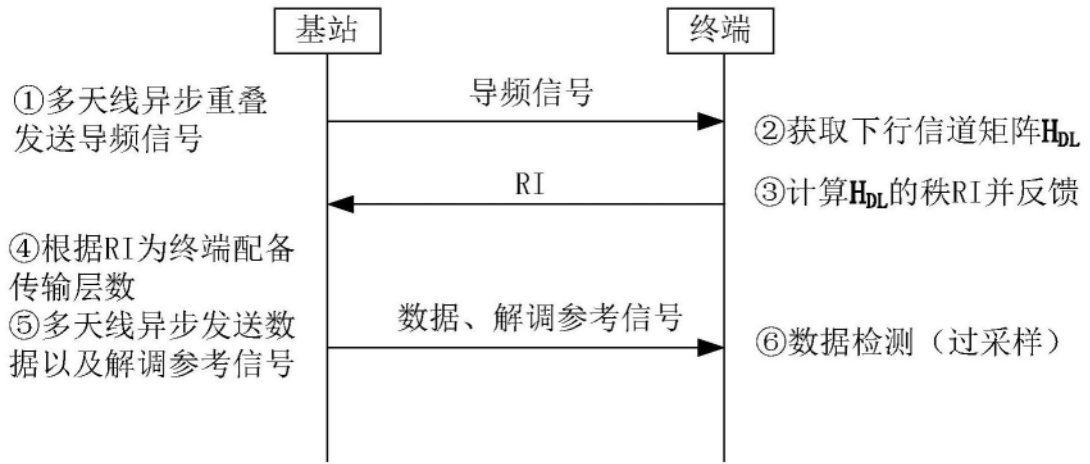 基站
终端
①多天线异步重叠
发送导频信号
导频信号
②获取下行信道矩阵H_DL
RI
③计算H_DL的秩RI并反馈
④根据RI为终端配备
传输层数
⑤多天线异步发送数
据以及解调参考信号
数据、解调参考信号
⑥数据检测（过采样）